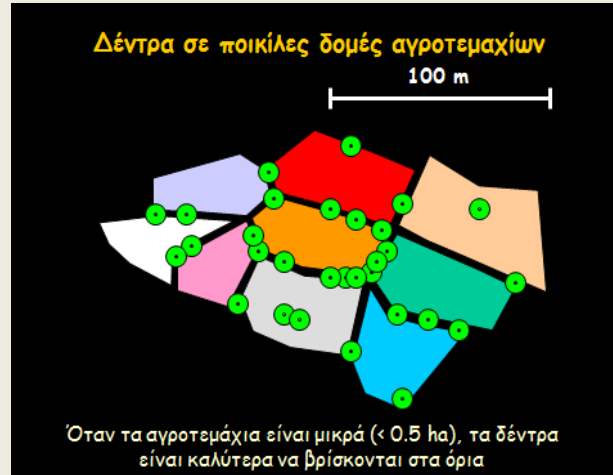 Δέντρα σε ποικίλες δομές αγροτεμαχίων
100 m
Όταν τα αγροτεμάχια είναι μικρά (< 0.5 ha), τα δέντρα
είναι καλύτερα να βρίσκονται στα όρια